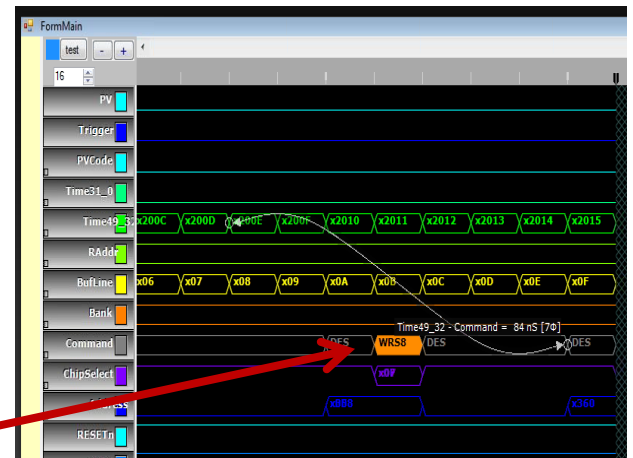 FormMain
test - +
16
PV
Trigger
PVCode
Time31_0
Time49_32 x200C x200D x200E x200F x2010 x2011 x2012 x2013 x2014 x2015
RAddr
BufLine x06 x07 x08 x09 x0A x0B x0C x0D x0E x0F
Bank
Time49_32 - Command = 84 nS [7Φ]
Command DES WRS8 DES DES
ChipSelect x0F
x360
RESETn